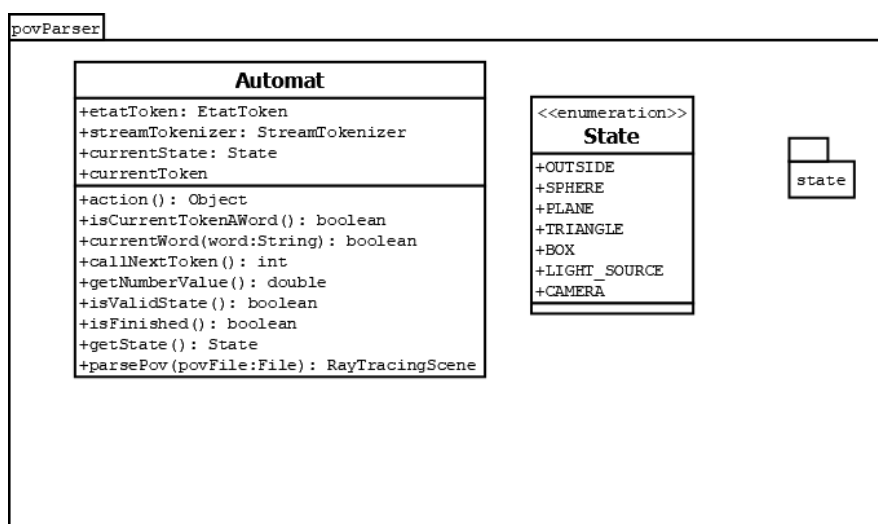 povParser
Automat
+etatToken: EtatToken
+streamTokenizer: StreamTokenizer
+currentState: State
+currentToken
+action(): Object
+isCurrentTokenAWord(): boolean
+currentWord(word:String): boolean
+callNextToken(): int
+getNumberValue(): double
+isValidState(): boolean
+isFinished(): boolean
+getState(): State
+parsePov(povFile:File): RayTracingScene
<<enumeration>>
State
+OUTSIDE
+SPHERE
+PLANE
+TRIANGLE
+BOX
+LIGHT_SOURCE
+CAMERA
state